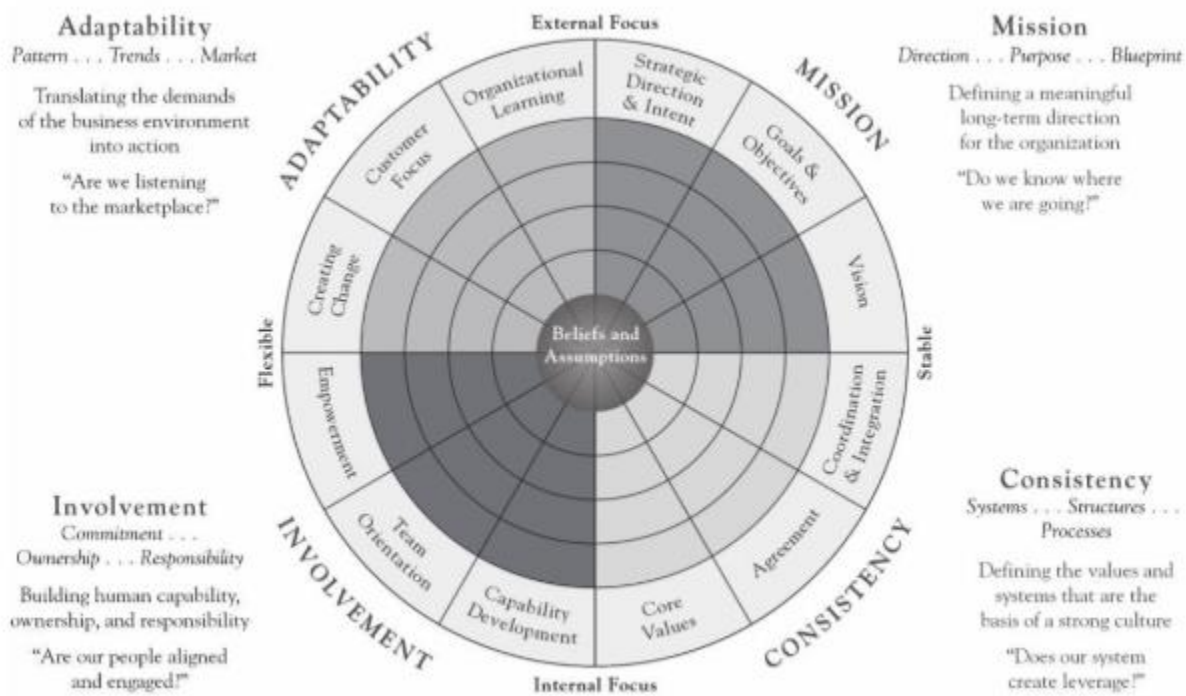 Adaptability
Pattern . . . Trends . . . Market
Translating the demands
of the business environment
into action
“Are we listening
to the marketplace?”
External Focus
Mission
Direction . . . Purpose . . . Blueprint
Defining a meaningful
long-term direction
for the organization
“Do we know where
we are going?”
ADAPTABILITY
MISSION
Organizational
Learning
Strategic
Direction
& Intent
Customer
Focus
Goals &
Objectives
Creating
Change
Vision
Beliefs and
Assumptions
Flexible
Stable
Empowerment
Coordination
& Integration
Team
Orientation
Agreement
Capability
Development
Core
Values
INVOLVEMENT
CONSISTENCY
Internal Focus
Involvement
Commitment . . .
Ownership . . . Responsibility
Building human capability,
ownership, and responsibility
“Are our people aligned
and engaged?”
Consistency
Systems . . . Structures . . .
Processes
Defining the values and
systems that are the
basis of a strong culture
“Does our system
create leverage?”